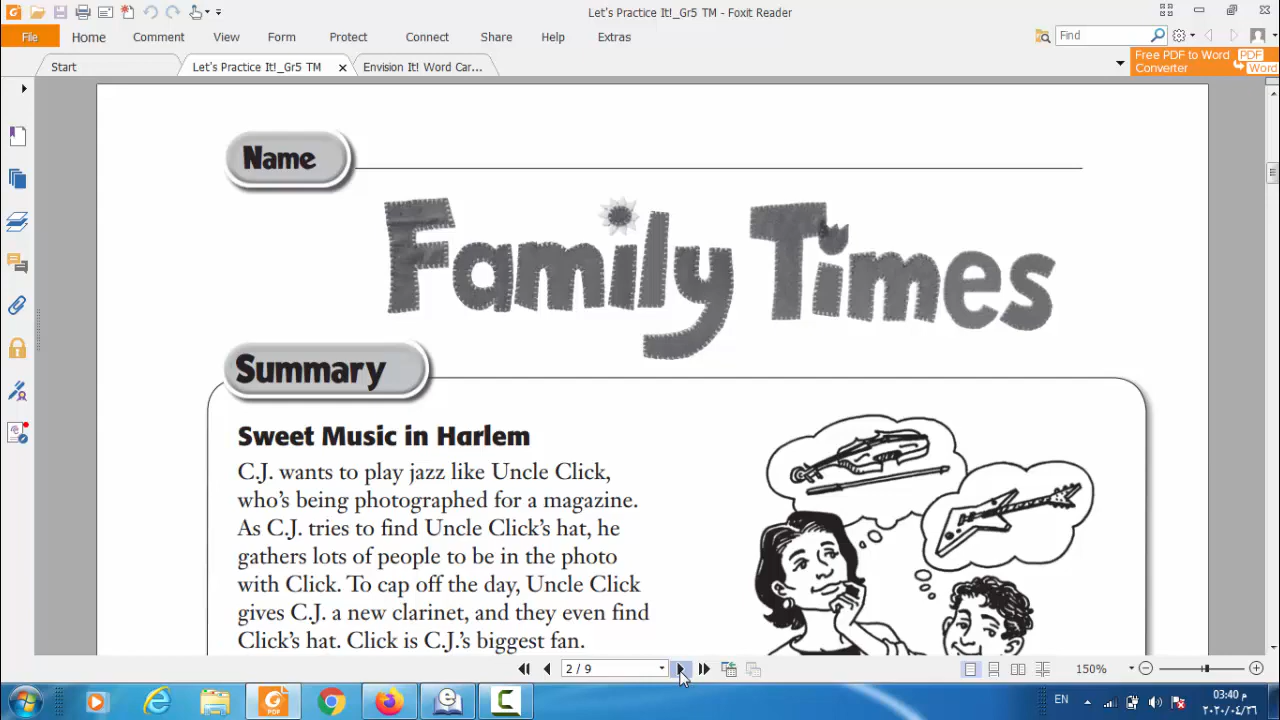 Let's Practice It!_Gr5 TM - Foxit Reader
File Home Comment View Form Protect Connect Share Help Extras
Find
Start
Let's Practice It!_Gr5 TM
Envision It! Word Car...
Free PDF to Word
Converter
PDF
Word
Name
Family Times
Summary
Sweet Music in Harlem
C.J. wants to play jazz like Uncle Click,
who's being photographed for a magazine.
As C.J. tries to find Uncle Click's hat, he
gathers lots of people to be in the photo
with Click. To cap off the day, Uncle Click
gives C.J. a new clarinet, and they even find
Click's hat. Click is C.J.'s biggest fan.
2 / 9
150%
EN
03:40 م
٢٠٢٠/٠٤/٢٦